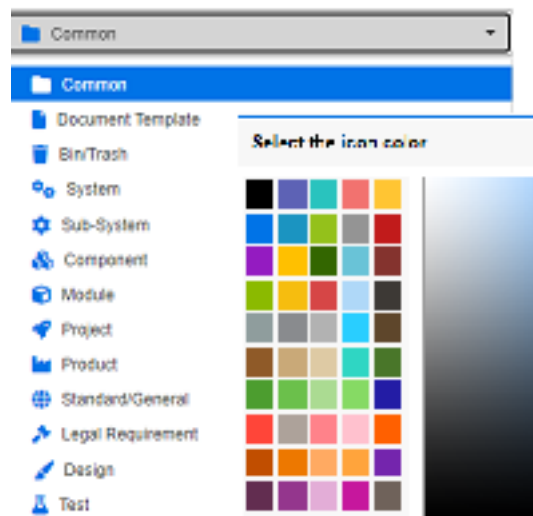 Common
Common
Document Template
Bin/Trash
Select the icon color
System
Sub-System
Component
Module
Project
Product
Standard/General
Legal Requirement
Design
Test